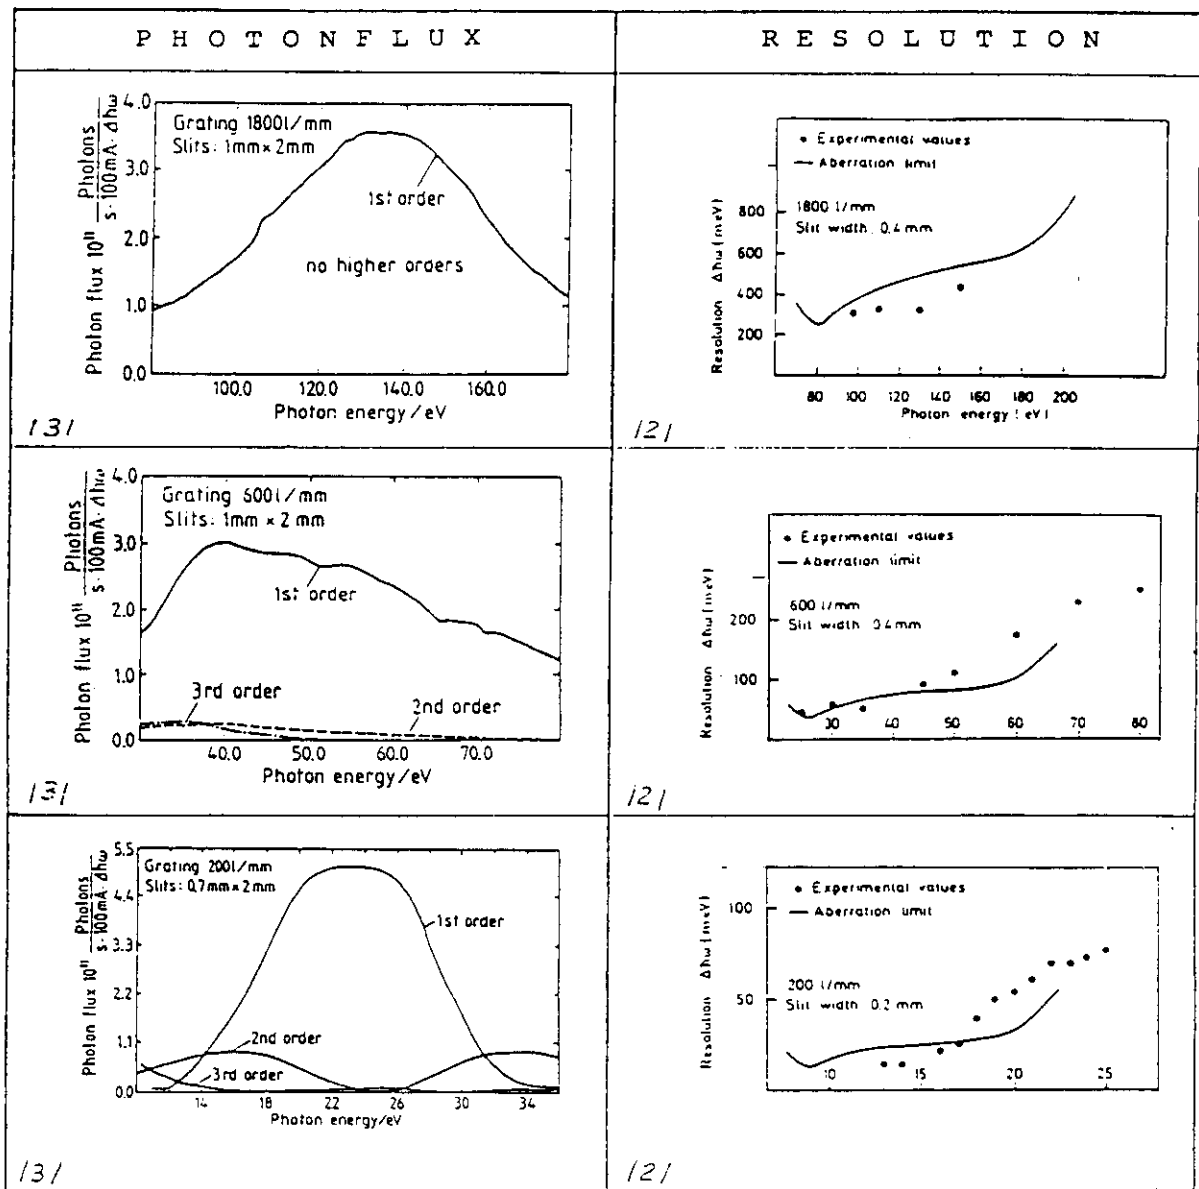 PHOTONFLUX
RESOLUTION
Photon flux 10¹¹ Photons / s·100mA·Δħω
4.0
3.0
2.0
1.0
0.0
Grating 1800l/mm
Slits: 1mm×2mm
1st order
no higher orders
100.0 120.0 140.0 160.0
Photon energy/eV
/3/
Resolution Δħω (meV)
800
600
400
200
• Experimental values
— Aberration limit
1800 l/mm
Slit width: 0.4mm
80 100 120 140 160 180 200
Photon energy (eV)
/2/
Photon flux 10¹¹ Photons / s·100mA·Δħω
4.0
3.0
2.0
1.0
0.0
Grating 600l/mm
Slits: 1mm × 2mm
1st order
3rd order
2nd order
40.0 50.0 60.0 70.0
Photon energy/eV
/3/
Resolution Δħω (meV)
200
100
• Experimental values
— Aberration limit
600 l/mm
Slit width: 0.4mm
30 40 50 60 70 80
/2/
Photon flux 10¹¹ Photons / s·100mA·Δħω
5.5
4.4
3.3
2.2
1.1
0.0
Grating 200l/mm
Slits: 0.7mm×2mm
1st order
2nd order
3rd order
14 18 22 26 30 34
Photon energy/eV
/3/
Resolution Δħω (meV)
100
50
• Experimental values
— Aberration limit
200 l/mm
Slit width: 0.2mm
10 15 20 25
/2/